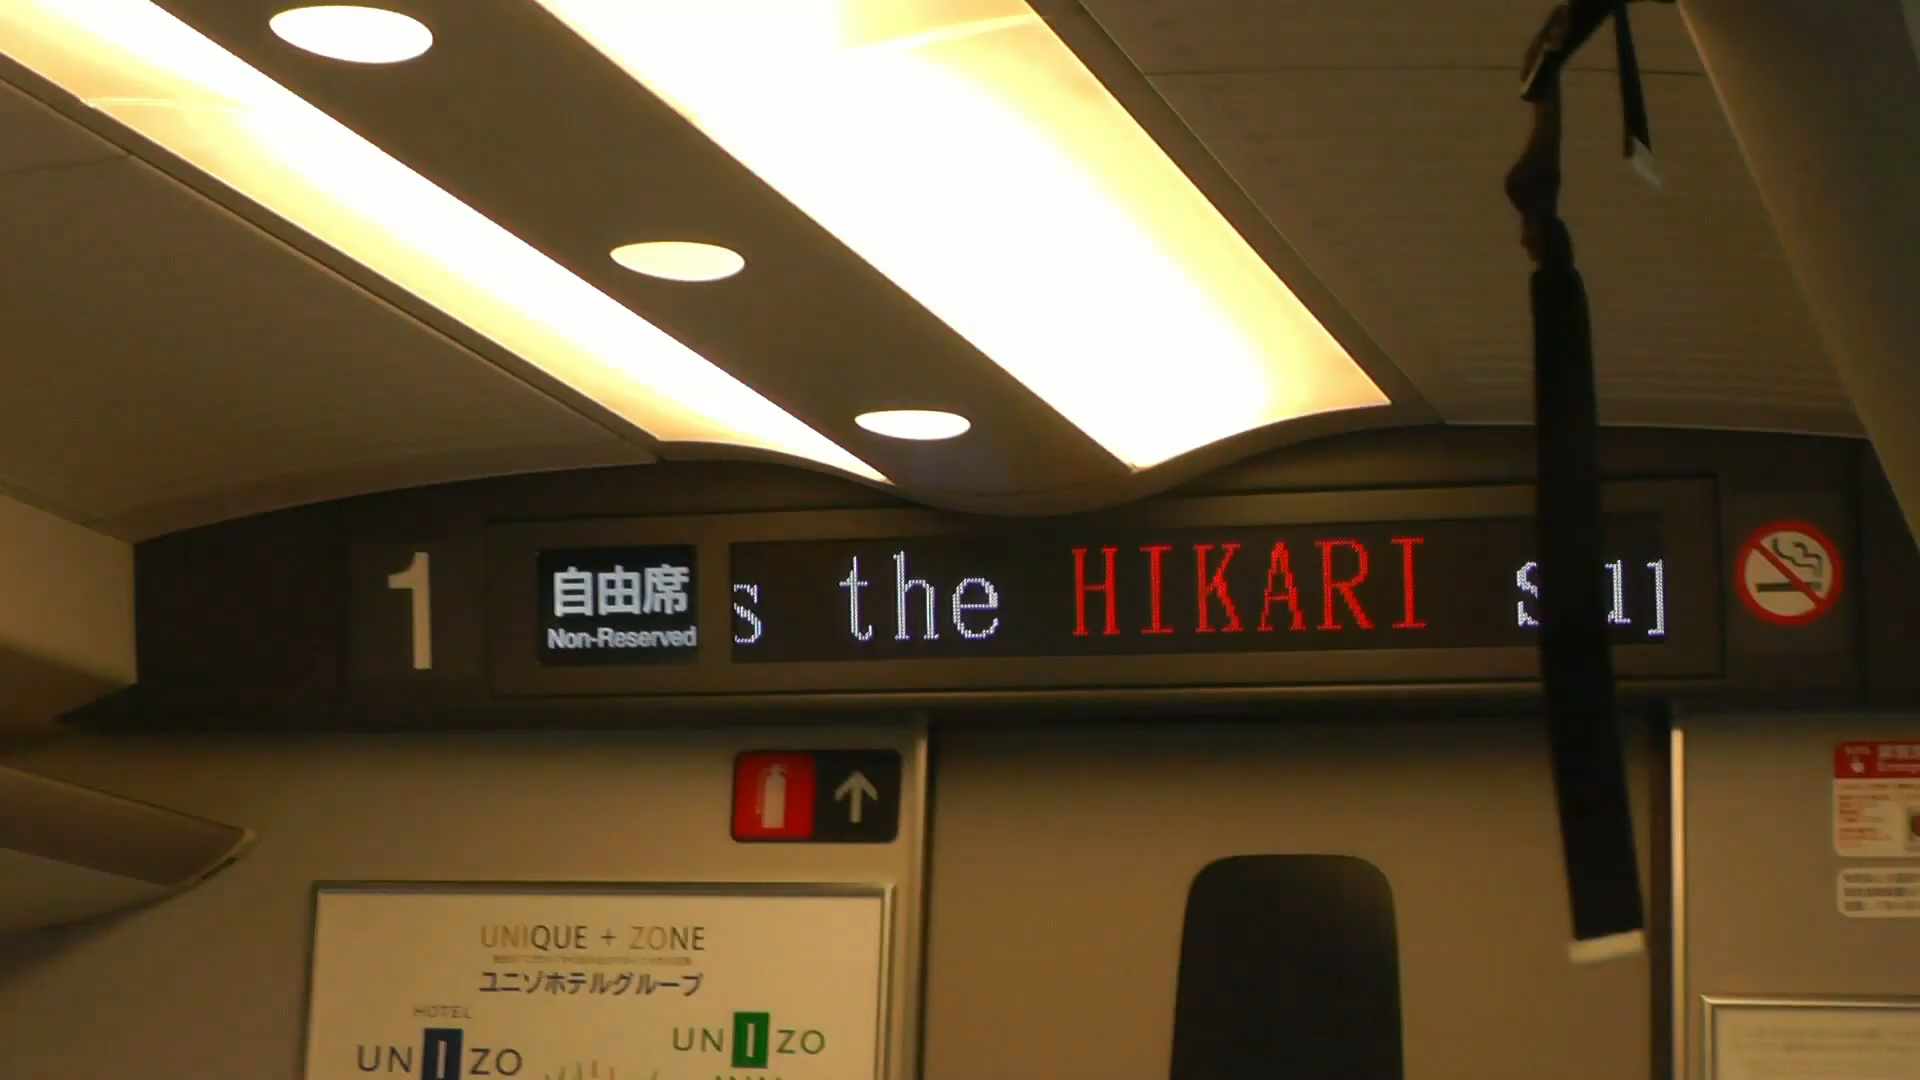 1
自由席
Non-Reserved
s the HIKARI su
UNIQUE + ZONE
ユニゾホテルグループ
HOTEL
UNIZO
UNIZO